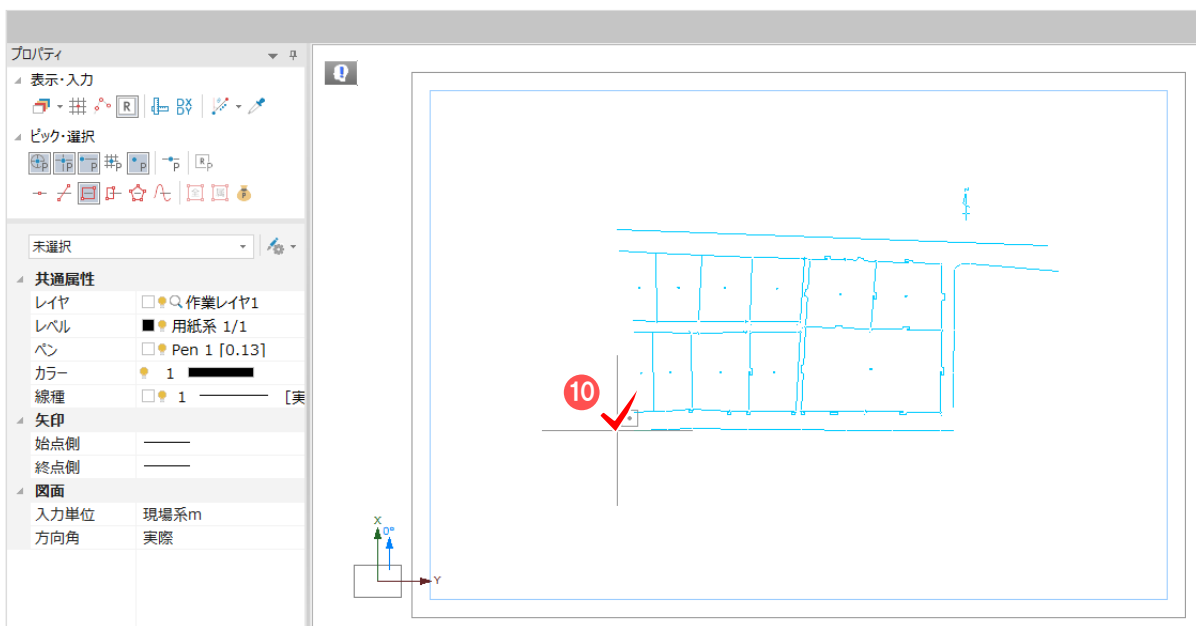 プロパティ
表示・入力
R
DX
DY
ピック・選択
P P P P P P R P
P
未選択
共通属性
レイヤ 作業レイヤ1
レベル 用紙系 1/1
ペン Pen 1 [0.13]
カラー 1
線種 1 [実
矢印
始点側
終点側
図面
入力単位 現場系m
方向角 実際
10
X
0°
Y